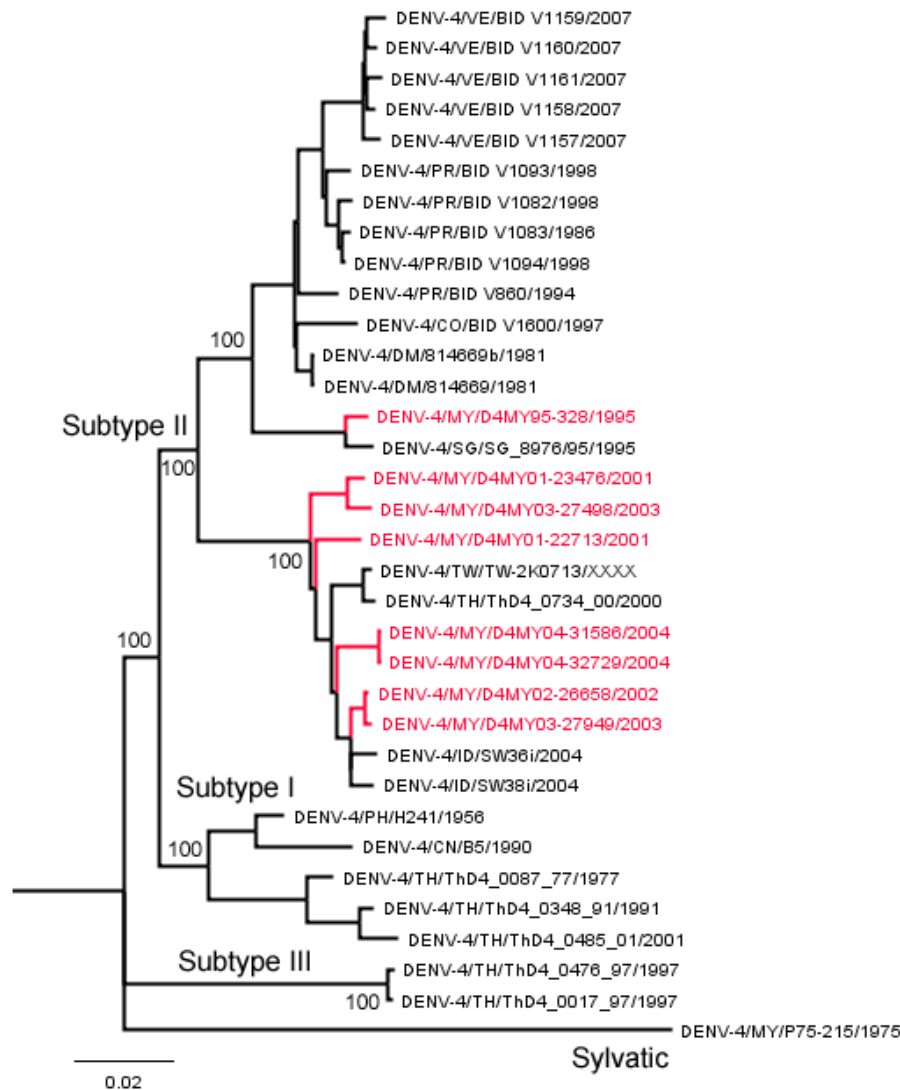 DENV-4/VE/BID V1159/2007
DENV-4/VE/BID V1160/2007
DENV-4/VE/BID V1161/2007
DENV-4/VE/BID V1158/2007
DENV-4/VE/BID V1157/2007
DENV-4/PR/BID V1093/1998
DENV-4/PR/BID V1082/1998
DENV-4/PR/BID V1083/1986
DENV-4/PR/BID V1094/1998
DENV-4/PR/BID V860/1994
DENV-4/CO/BID V1600/1997
100
DENV-4/DM/814669b/1981
DENV-4/DM/814669/1981
DENV-4/MY/D4MY95-328/1995
Subtype II
DENV-4/SG/SG_8976/95/1995
100
DENV-4/MY/D4MY01-23476/2001
DENV-4/MY/D4MY03-27498/2003
DENV-4/MY/D4MY01-22713/2001
100
DENV-4/TW/TW-2K0713/XXXX
DENV-4/TH/ThD4_0734_00/2000
DENV-4/MY/D4MY04-31586/2004
100
DENV-4/MY/D4MY04-32729/2004
DENV-4/MY/D4MY02-26658/2002
DENV-4/MY/D4MY03-27949/2003
DENV-4/ID/SW36i/2004
DENV-4/ID/SW38i/2004
Subtype I
DENV-4/PH/H241/1956
DENV-4/CN/B5/1990
100
DENV-4/TH/ThD4_0087_77/1977
DENV-4/TH/ThD4_0348_91/1991
DENV-4/TH/ThD4_0485_01/2001
Subtype III
DENV-4/TH/ThD4_0476_97/1997
100
DENV-4/TH/ThD4_0017_97/1997
DENV-4/MY/P75-215/1975
Sylvatic
0.02